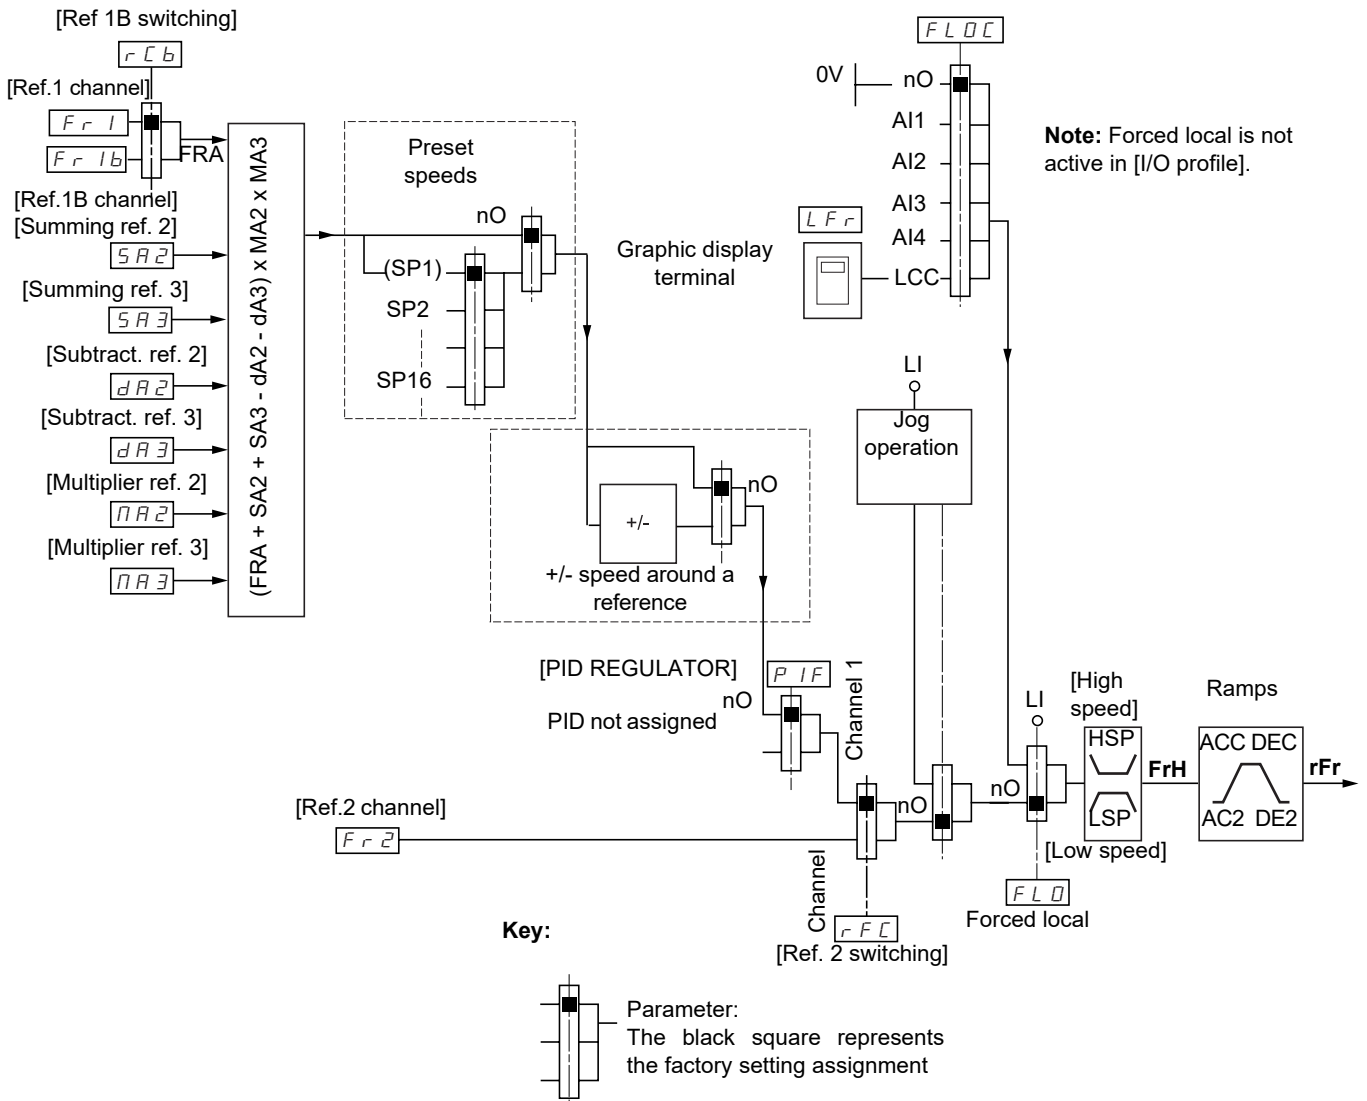 [Ref 1B switching]
rCb
[Ref.1 channel]
Fr1
Fr1b
FRA
[Ref.1B channel]
[Summing ref. 2]
SA2
[Summing ref. 3]
SA3
[Subtract. ref. 2]
dA2
[Subtract. ref. 3]
dA3
[Multiplier ref. 2]
MA2
[Multiplier ref. 3]
MA3
(FRA + SA2 + SA3 - dA2 - dA3) x MA2 x MA3
Preset
speeds
nO
(SP1)
SP2
SP16
+/-
nO
+/- speed around a
reference
FLOC
0V
nO
AI1
AI2
AI3
AI4
LCC
LFr
Graphic display
terminal
Note: Forced local is not
active in [I/O profile].
LI
Jog
operation
[PID REGULATOR]
PIF
nO
PID not assigned
Channel 1
[Ref.2 channel]
Fr2
nO
Channel
rFC
[Ref. 2 switching]
nO
LI
FLO
Forced local
[High
speed]
HSP
LSP
[Low speed]
FrH
Ramps
ACC DEC
AC2 DE2
rFr
Key:
Parameter:
The black square represents
the factory setting assignment